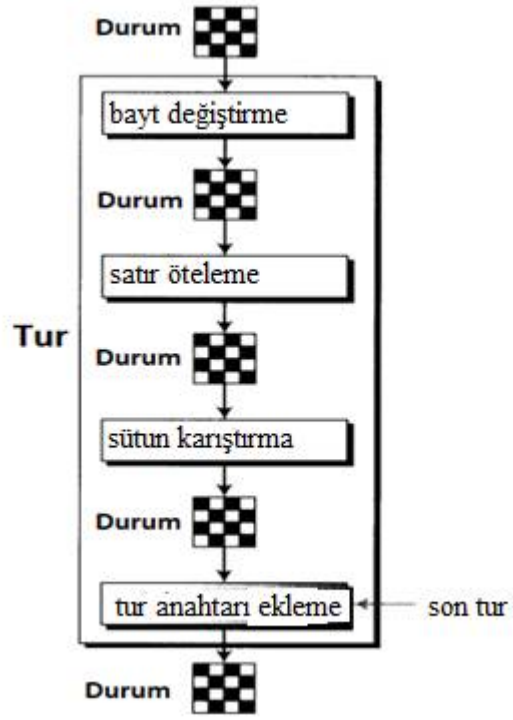 Durum
bayt değiştirme
Durum
satır öteleme
Tur
Durum
sütun karıştırma
Durum
tur anahtarı ekleme
son tur
Durum